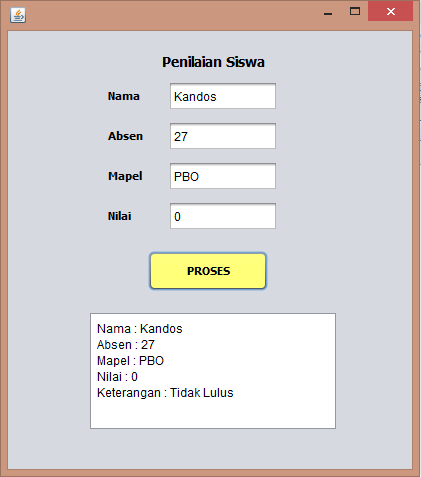 Penilaian Siswa
Nama Kandos
Absen 27
Mapel PBO
Nilai 0
PROSES
Nama : Kandos
Absen : 27
Mapel : PBO
Nilai : 0
Keterangan : Tidak Lulus